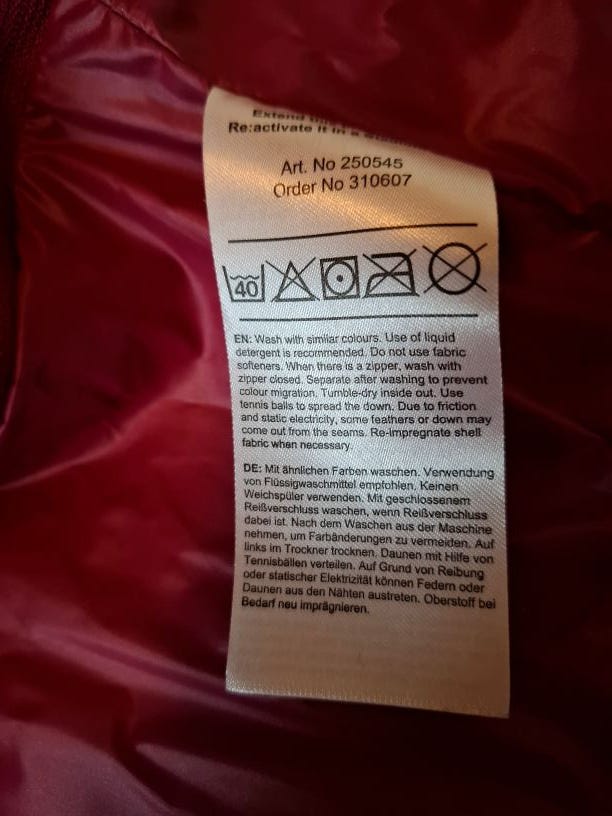 Extend
Re:activate it in a
Art. No 250545
Order No 310607
40
EN: Wash with similar colours. Use of liquid
detergent is recommended. Do not use fabric
softeners. When there is a zipper, wash with
zipper closed. Separate after washing to prevent
colour migration. Tumble-dry inside out. Use
tennis balls to spread the down. Due to friction
and static electricity, some feathers or down may
come out from the seams. Re-impregnate shell
fabric when necessary.
DE: Mit ähnlichen Farben waschen. Verwendung
von Flüssigwaschmittel empfohlen. Keinen
Weichspüler verwenden. Mit geschlossenem
Reißverschluss waschen, wenn Reißverschluss
dabei ist. Nach dem Waschen aus der Maschine
nehmen, um Farbänderungen zu vermeiden. Auf
links im Trockner trocknen. Daunen mit Hilfe von
Tennisbällen verteilen. Auf Grund von Reibung
oder statischer Elektrizität können Federn oder
Daunen aus den Nähten austreten. Oberstoff bei
Bedarf neu imprägnieren.